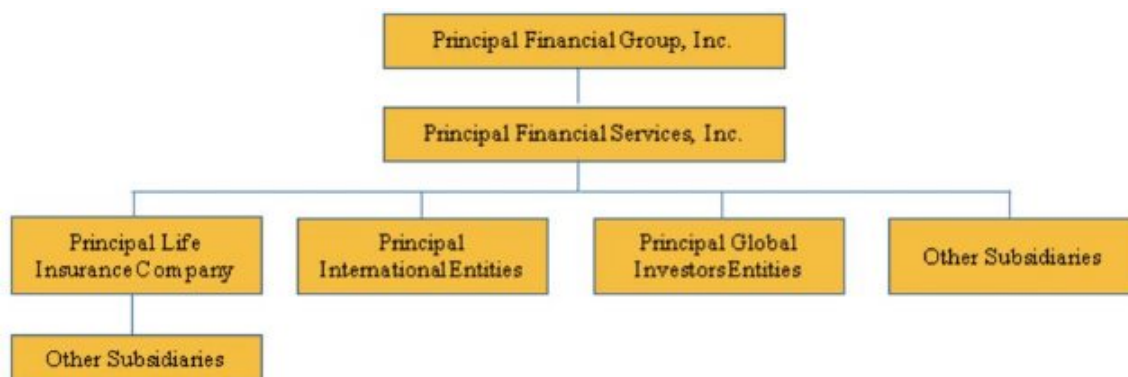 Principal Financial Group, Inc.
Principal Financial Services, Inc.
Principal Life
Insurance Company
Principal
International Entities
Principal Global
Investors Entities
Other Subsidiaries
Other Subsidiaries